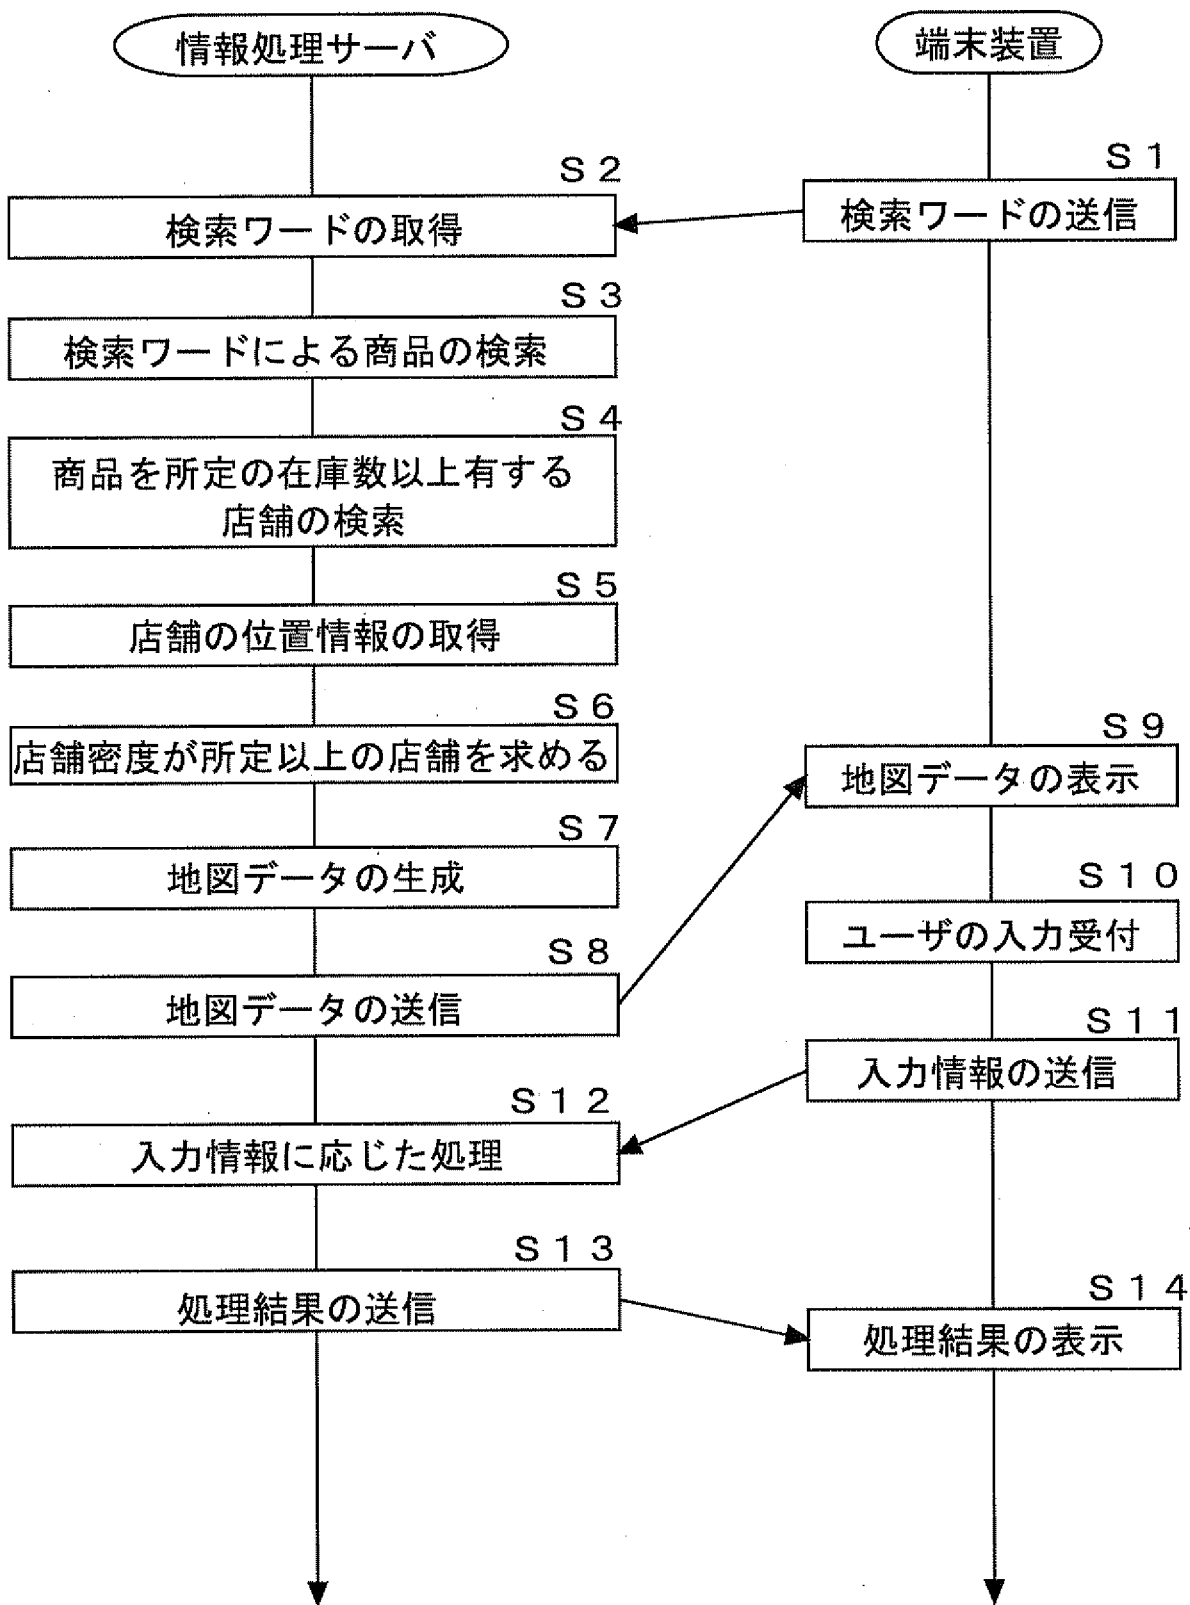 情報処理サーバ
端末装置
S1
検索ワードの送信
S2
検索ワードの取得
S3
検索ワードによる商品の検索
S4
商品を所定の在庫数以上有する
店舗の検索
S5
店舗の位置情報の取得
S6
店舗密度が所定以上の店舗を求める
S7
地図データの生成
S8
地図データの送信
S9
地図データの表示
S10
ユーザの入力受付
S11
入力情報の送信
S12
入力情報に応じた処理
S13
処理結果の送信
S14
処理結果の表示